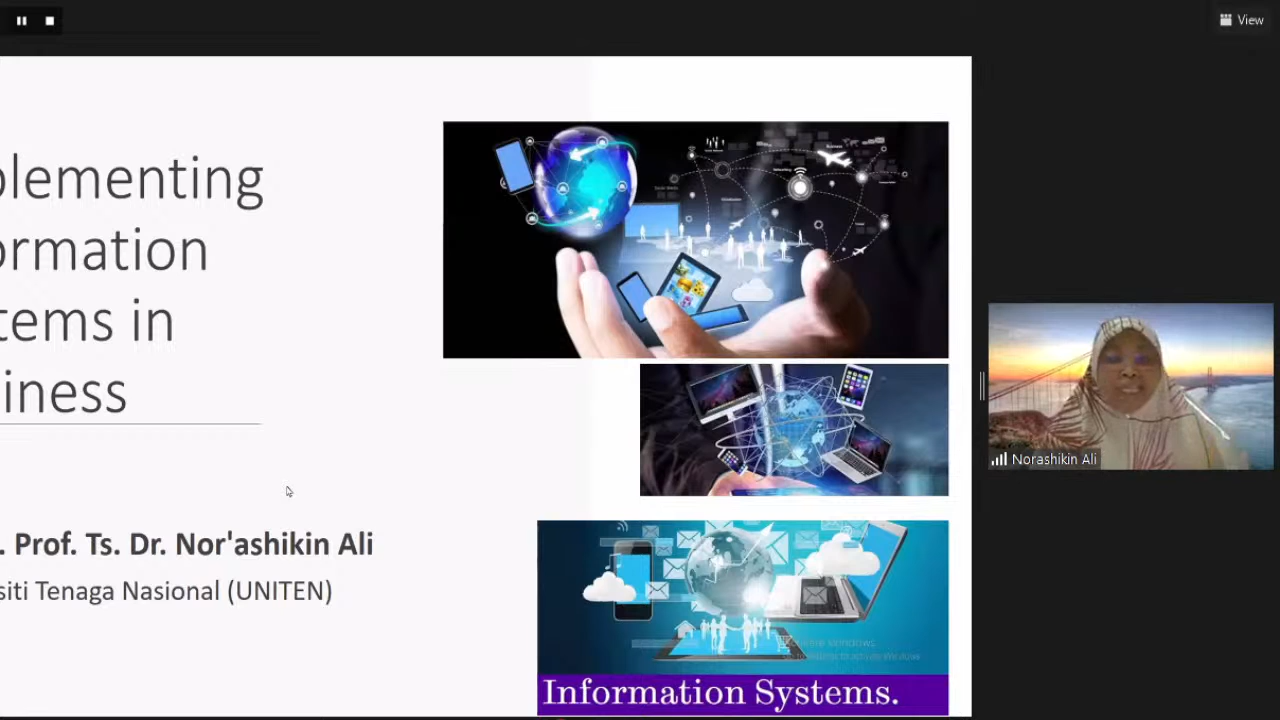 View
plementing
ormation
tems in
iness
. Prof. Ts. Dr. Nor'ashikin Ali
siti Tenaga Nasional (UNITEN)
Information Systems.
Norashikin Ali